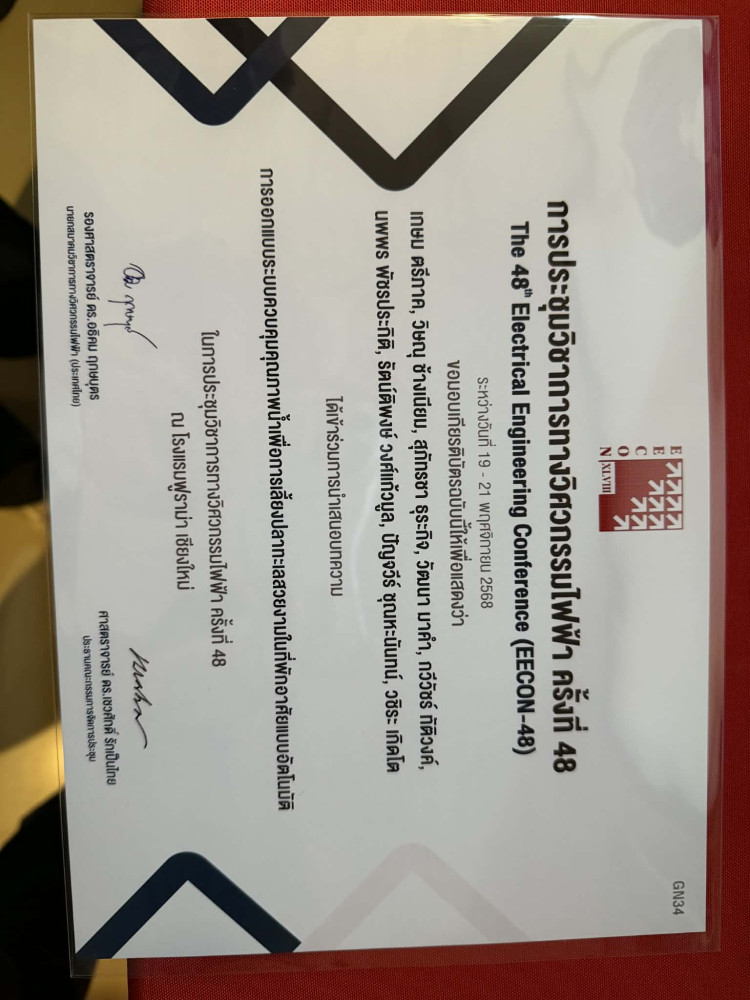 GN34
E
E
C
O
N XLVIII
การประชุมวิชาการทางวิศวกรรมไฟฟ้า ครั้งที่ 48
The 48th Electrical Engineering Conference (EECON-48)
ระหว่างวันที่ 19 - 21 พฤศจิกายน 2568
ขอมอบเกียรติบัตรฉบับนี้ให้เพื่อแสดงว่า
เกษม ตรีภาค, วิษณุ ช้างเนียม, สุภัทรชา ธุระกิจ, วัฒนา มาคำ, ทวีวัชร์ ทิติวงค์,
นพพร พัชรประกิติ, รัตน์ติพงษ์ วงศ์แก้วมูล, ปัญจวีร์ ชุณหะนันทน์, วชิระ เกิดโต
ได้เข้าร่วมการนำเสนอบทความ
การออกแบบระบบควบคุมคุณภาพน้ำเพื่อการเลี้ยงปลาทะเลสวยงามในที่พักอาศัยแบบอัตโนมัติ
ในการประชุมวิชาการทางวิศวกรรมไฟฟ้า ครั้งที่ 48
ณ โรงแรมฟูราม่า เชียงใหม่
รองศาสตราจารย์ ดร.อธิคม ฤกษบุตร
นายกสมาคมวิชาการทางวิศวกรรมไฟฟ้า (ประเทศไทย)
ศาสตราจารย์ ดร.เชวศักดิ์ รักเป็นไทย
ประธานคณะกรรมการจัดการประชุม